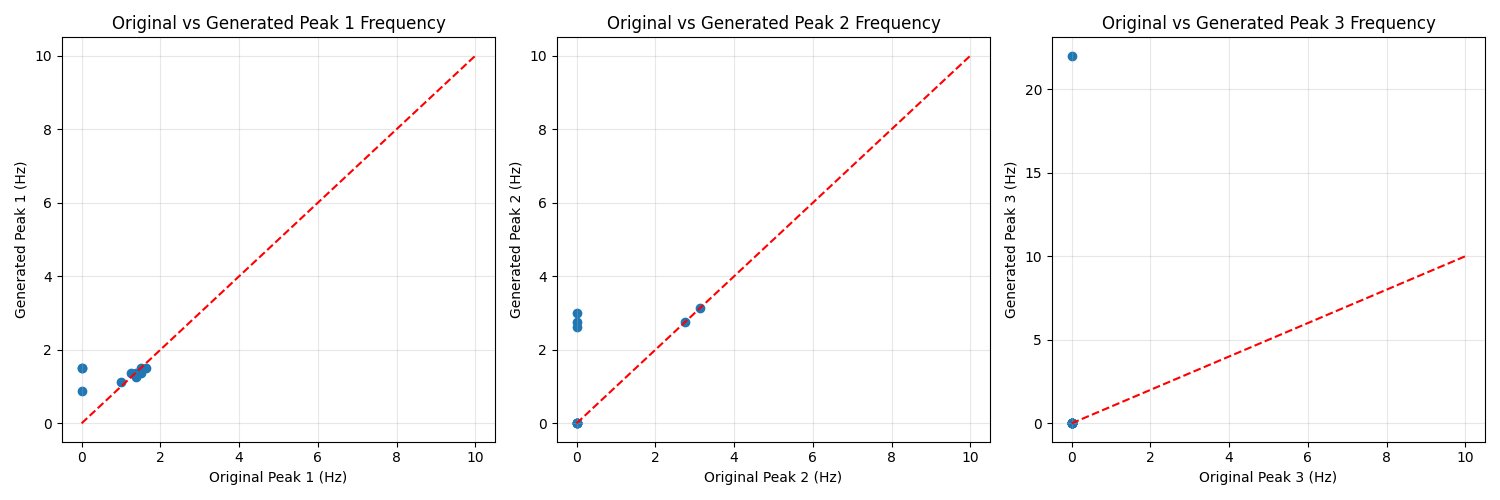 Original vs Generated Peak 1 Frequency
10
8
6
4
2
0
Generated Peak 1 (Hz)
0 2 4 6 8 10
Original Peak 1 (Hz)
Original vs Generated Peak 2 Frequency
10
8
6
4
2
0
Generated Peak 2 (Hz)
0 2 4 6 8 10
Original Peak 2 (Hz)
Original vs Generated Peak 3 Frequency
20
15
10
5
0
Generated Peak 3 (Hz)
0 2 4 6 8 10
Original Peak 3 (Hz)